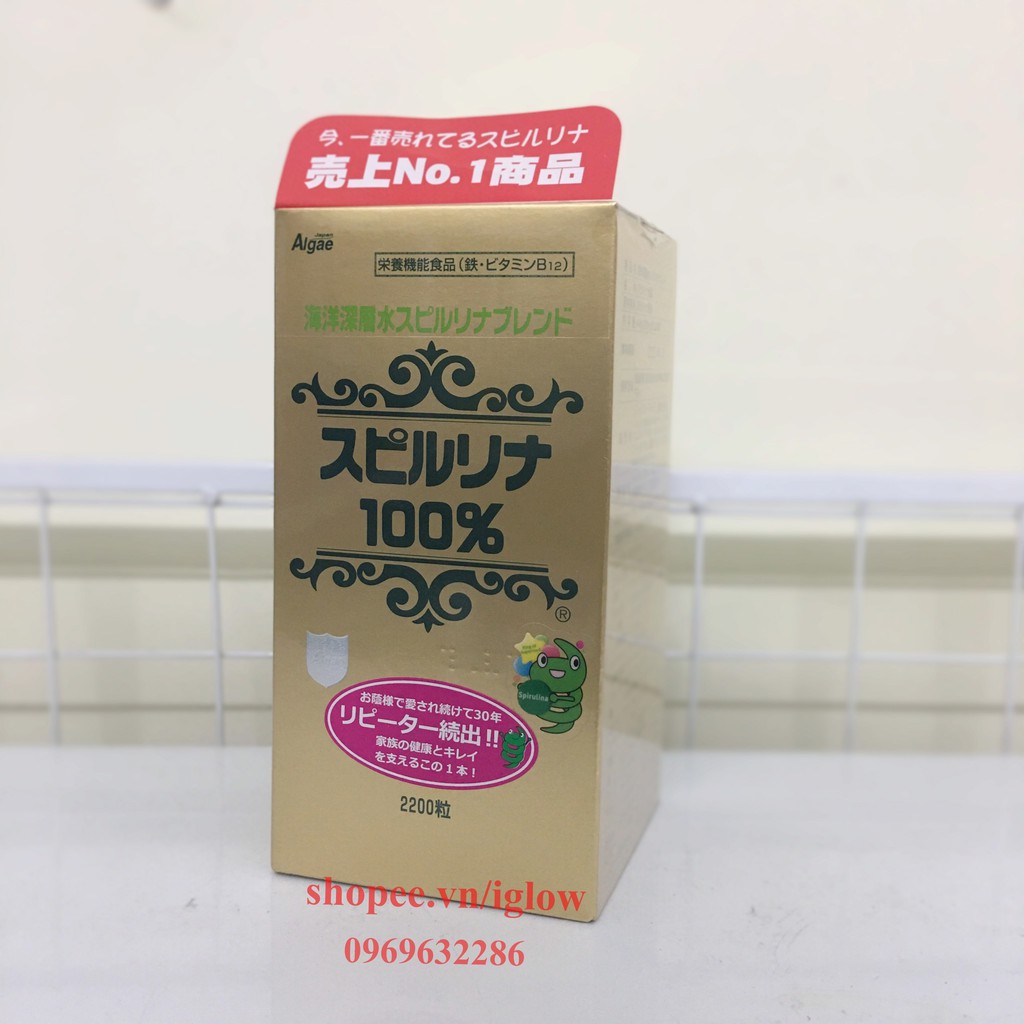 今、一番売れてるスピルリナ
売上No.1商品
Japan
Algae
栄養機能食品（鉄・ビタミンB12）
海洋深層水スピルリナブレンド
スピルリナ
100%
®
Spirulina
お蔭様で愛され続けて30年
リピーター続出!!
家族の健康とキレイ
を支えるこの1本!
2200粒
shopee.vn/iglow
0969632286